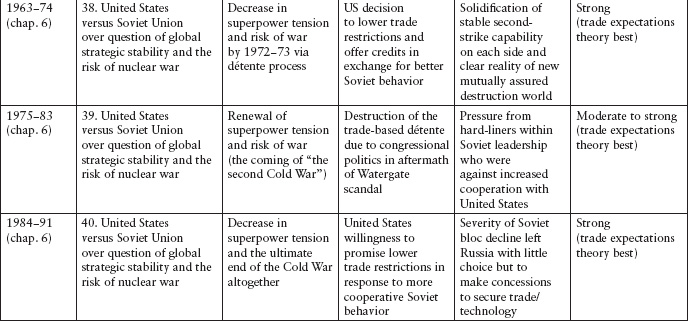 1963–74
(chap. 6)
38. United States
versus Soviet Union
over question of global
strategic stability and the
risk of nuclear war
Decrease in
superpower tension
and risk of war
by 1972–73 via
détente process
US decision
to lower trade
restrictions and
offer credits in
exchange for better
Soviet behavior
Solidification of
stable second-
strike capability
on each side and
clear reality of new
mutually assured
destruction world
Strong
(trade expectations
theory best)
1975–83
(chap. 6)
39. United States
versus Soviet Union
over question of global
strategic stability and the
risk of nuclear war
Renewal of
superpower tension
and risk of war
(the coming of “the
second Cold War”)
Destruction of the
trade-based détente
due to congressional
politics in aftermath
of Watergate
scandal
Pressure from
hard-liners within
Soviet leadership
who were
against increased
cooperation with
United States
Moderate to strong
(trade expectations
theory best)
1984–91
(chap. 6)
40. United States
versus Soviet Union
over question of global
strategic stability and the
risk of nuclear war
Decrease in
superpower tension
and the ultimate
end of the Cold War
altogether
United States
willingness to
promise lower
trade restrictions in
response to more
cooperative Soviet
behavior
Severity of Soviet
bloc decline left
Russia with little
choice but to
make concessions
to secure trade/
technology
Strong
(trade expectations
theory best)